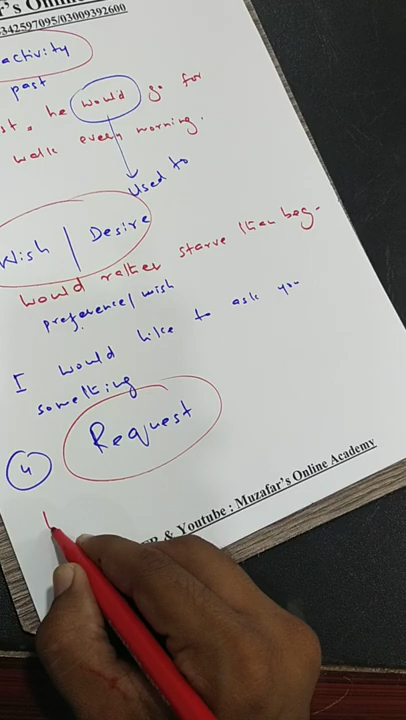 's Online
342597095/03009392600
activity
past
st, he would go for
walk every morning.
Used to
Wish | Desire
would rather starve than beg.
preference/wish
I would like to ask you
something
4 Request
& Youtube : Muzafar's Online Academy